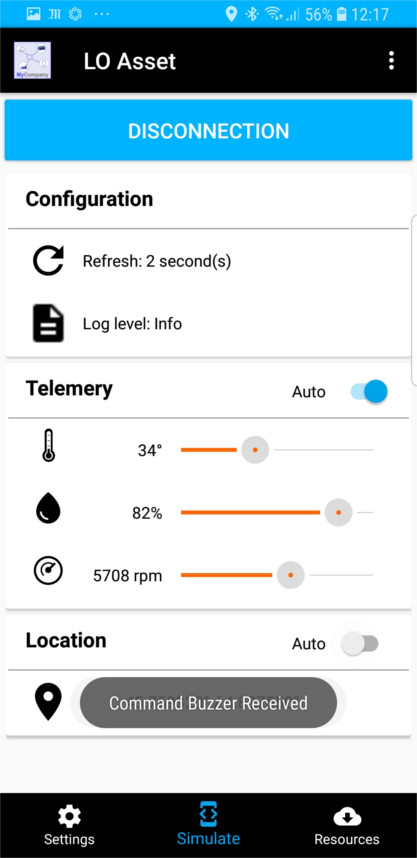 56% 12:17
MyCompany
LO Asset
DISCONNECTION
Configuration
Refresh: 2 second(s)
Log level: Info
Telemery
Auto
34°
82%
5708 rpm
Location
Auto
Command Buzzer Received
Settings
Simulate
Resources